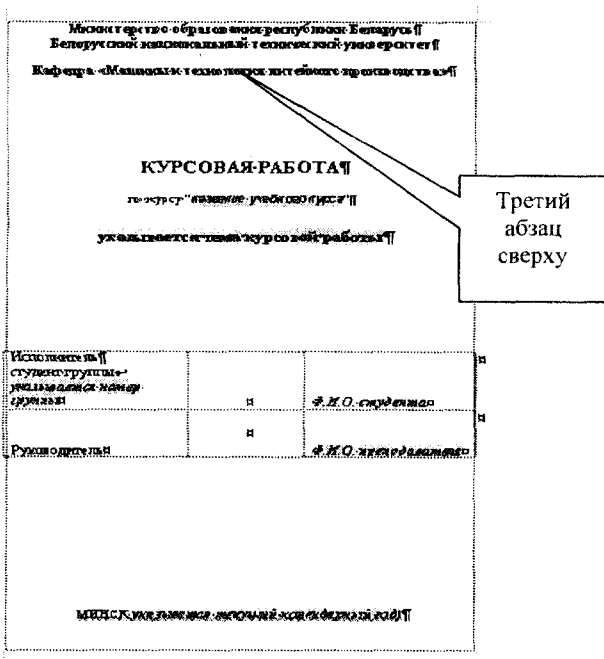 Министерство·образования·республики·Беларусь¶
Белорусский·национальный·технический·университет¶
Кафедра·«Машины·и·технология·литейного·производства»¶
КУРСОВАЯ·РАБОТА¶
по·курсу·"название·учебного·курса"¶
указывается·тема·курсовой·работы¶
Третий
абзац
сверху
Исполнитель¶
студент·группы↵
указывается·номер·
группы¤
¤
Ф.И.О.·студента¤
¤
Руководитель¤
¤
Ф.И.О.·преподавателя¤
¤
МИНСК·указывается·текущий·календарный·год¶